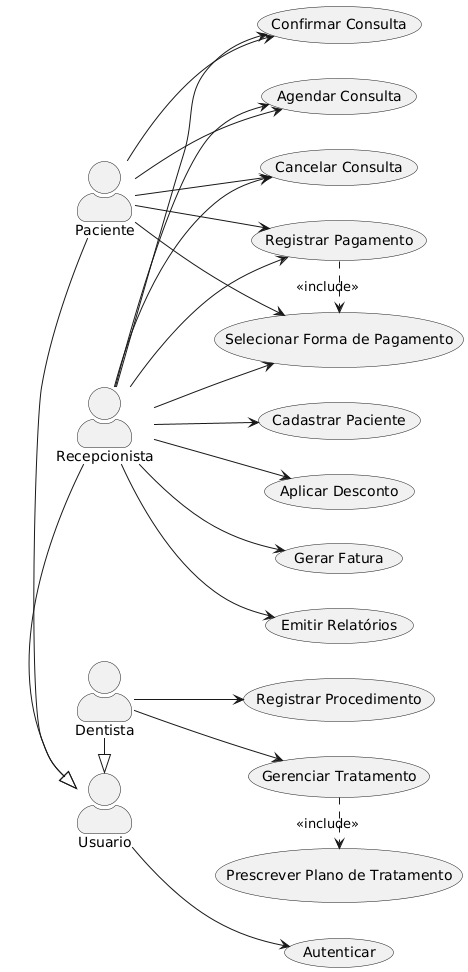 Confirmar Consulta
Agendar Consulta
Cancelar Consulta
Registrar Pagamento
Paciente
«include»
Selecionar Forma de Pagamento
Cadastrar Paciente
Recepcionista
Aplicar Desconto
Gerar Fatura
Emitir Relatórios
Registrar Procedimento
Dentista
Gerenciar Tratamento
«include»
Usuario
Prescrever Plano de Tratamento
Autenticar